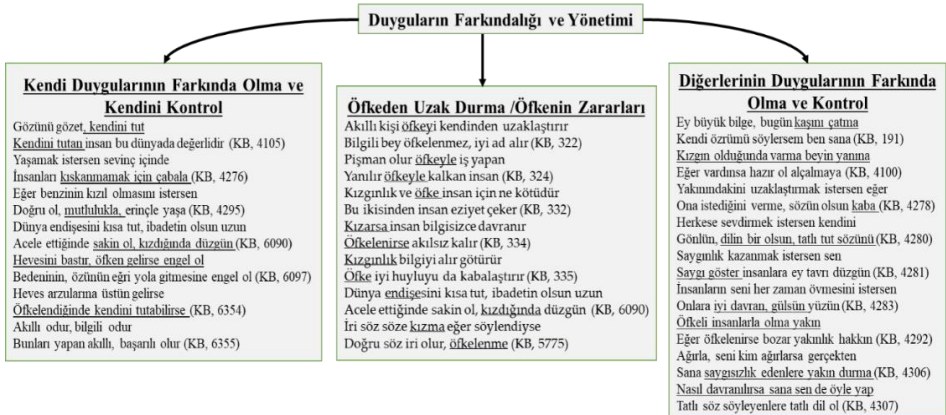 Duyguların Farkındalığı ve Yönetimi
Kendi Duygularının Farkında Olma ve
Kendini Kontrol
Gözünü gözet, kendini tut
Kendini tutan insan bu dünyada değerlidir (KB, 4105)
Yaşamak istersen sevinç içinde
İnsanları kıskanmamak için çabala (KB, 4276)
Eğer benzinin kızıl olmasını istersen
Doğru ol, mutlulukla, erinçle yaşa (KB, 4295)
Dünya endişesini kısa tut, ibadetin olsun uzun
Acele ettiğinde sakin ol, kızdığında düzgün (KB, 6090)
Hevesini bastır, öfken gelirse engel ol
Bedeninin, özünün eğri yola gitmesine engel ol (KB, 6097)
Heves arzularma üstün gelirse
Öfkelendiğinde kendini tutabilirse (KB, 6354)
Akıllı odur, bilgili odur
Bunları yapan akıllı, başarılı olur (KB, 6355)
Öfkeden Uzak Durma /Öfkenin Zararları
Akıllı kişi öfkeyi kendinden uzaklaştırır
Bilgili bey öfkelenmez, iyi ad alır (KB, 322)
Pişman olur öfkeyle iş yapan
Yanılır öfkeyle kalkan insan (KB, 324)
Kızgınlık ve öfke insan için ne kötüdür
Bu ikisinden insan eziyet çeker (KB, 332)
Kızarsa insan bilgisizce davranır
Öfkelenirse akılsız kalır (KB, 334)
Kızgınlık bilgiyi alır götürür
Öfke iyi huyluyu da kabalaştırır (KB, 335)
Dünya endişesini kısa tut, ibadetin olsun uzun
Acele ettiğinde sakin ol, kızdığında düzgün (KB, 6090)
İri söz söze kızma eğer söylendiyse
Doğru söz iri olur, öfkelenme (KB, 5775)
Diğerlerinin Duygularının Farkında
Olma ve Kontrol
Ey büyük bilge, bugün kaşını çatma
Kendi özrümü söylersem ben sana (KB, 191)
Kızgın olduğunda varma beyin yanına
Eğer vardımsa hazır ol alçalmaya (KB, 4100)
Yakınındakini uzaklaştırmak istersen eğer
Ona istediğini verme, sözün olsun kaba (KB, 4278)
Herkese sevdirmek istersen kendini
Gönlün, dilin bir olsun, tatlı tut sözünü (KB, 4280)
Saygınlık kazanmak istersen sen
Saygı göster insanlara ey tavrı düzgün (KB, 4281)
İnsanların seni her zaman övmesini istersen
Onlara iyi davran, gülsün yüzün (KB, 4283)
Öfkeli insanlarla olma yakın
Eğer öfkelenirse bozar yakınlık hakkın (KB, 4292)
Ağırla, seni kim ağırlarsa gerçekten
Sana saygısızlık edenlere yakın durma (KB, 4306)
Nasıl davranılırsa sana sen de öyle yap
Tatlı söz söyleyenlere tatlı dil ol (KB, 4307)